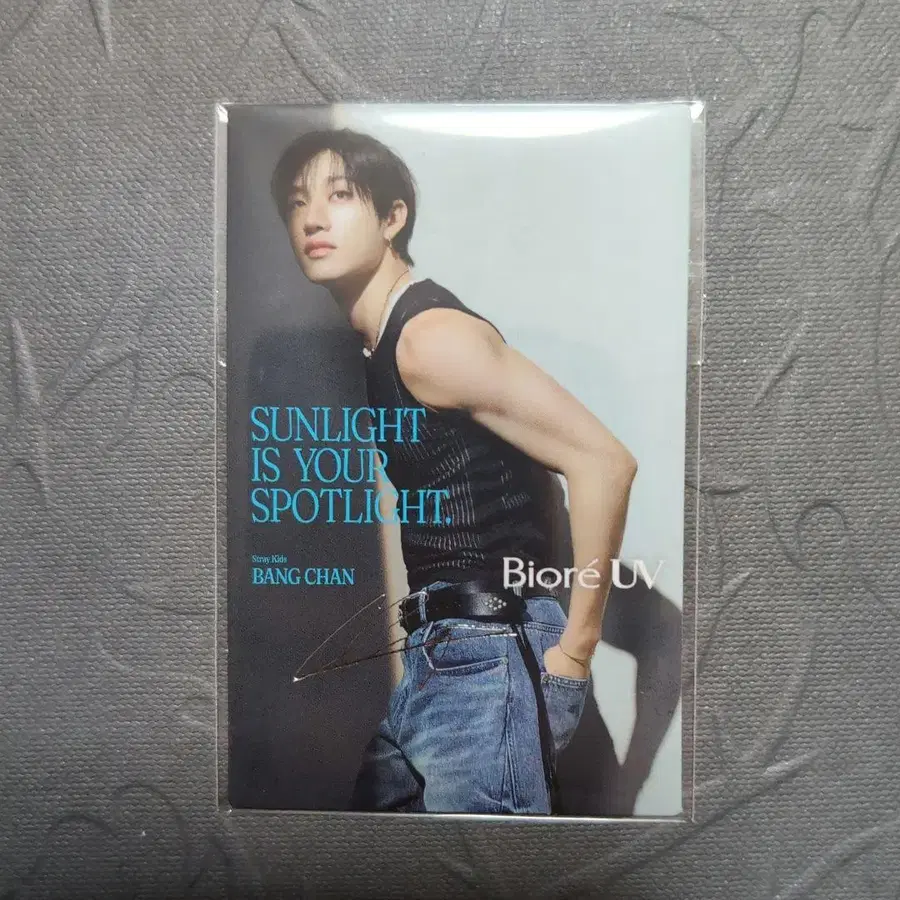 SUNLIGHT
IS YOUR
SPOTLIGHT.
Stray Kids
BANG CHAN
Bioré UV